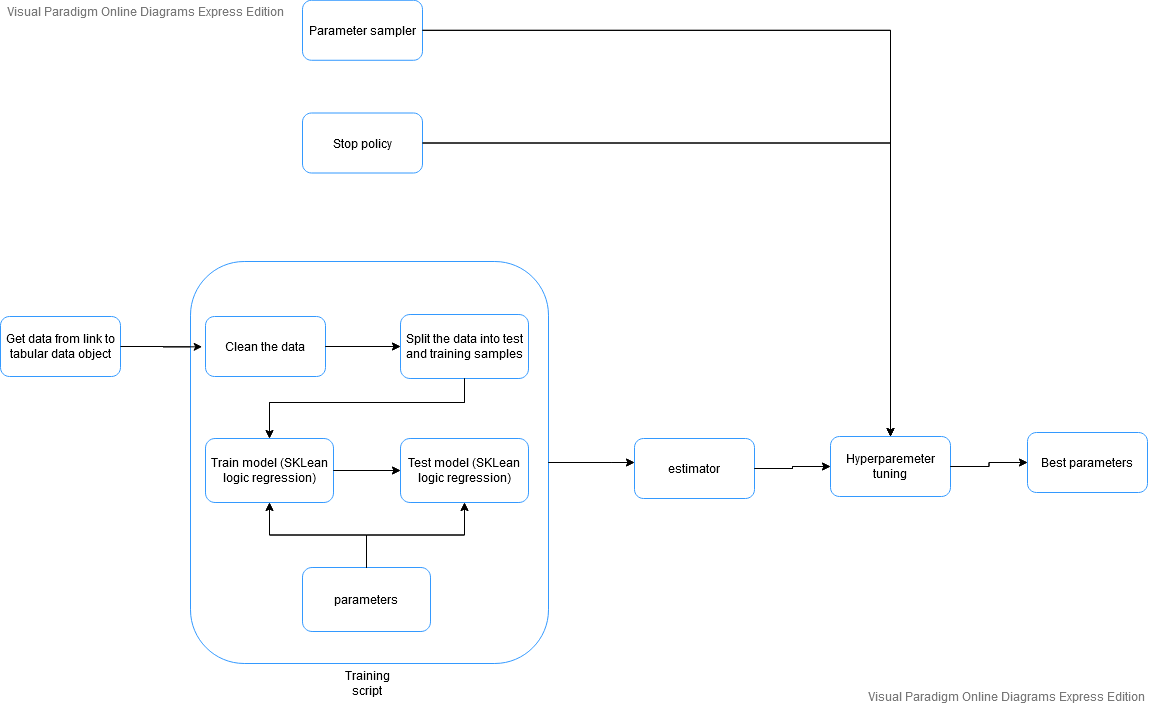 Visual Paradigm Online Diagrams Express Edition
Parameter sampler
Stop policy
Get data from link to
tabular data object
Clean the data
Split the data into test
and training samples
Train model (SKLean
logic regression)
Test model (SKLean
logic regression)
parameters
Training
script
estimator
Hyperparemeter
tuning
Best parameters
Visual Paradigm Online Diagrams Express Edition